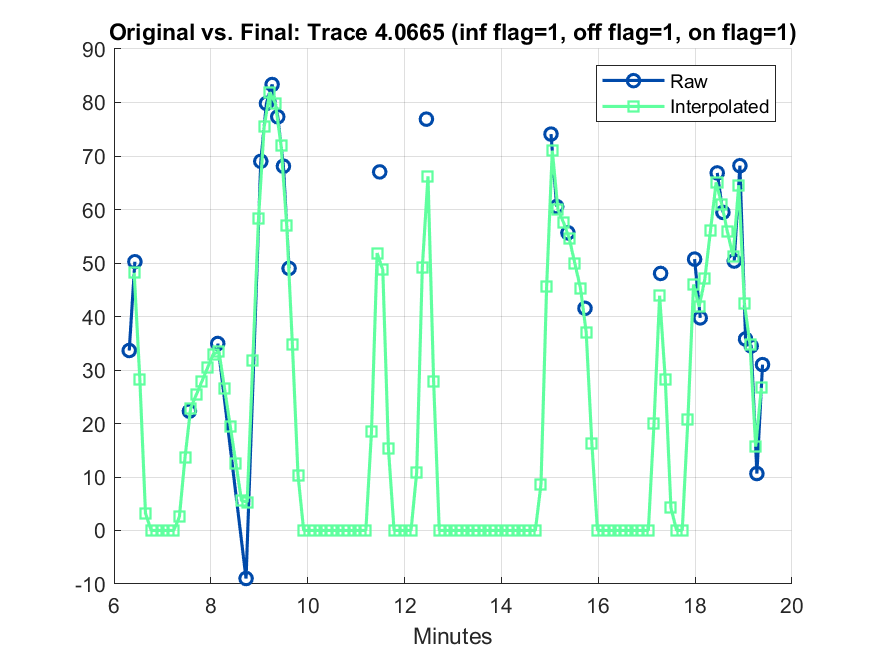 Original vs. Final: Trace 4.0665 (inf flag=1, off flag=1, on flag=1)
90
80
70
60
50
40
30
20
10
0
-10
Raw
Interpolated
6 8 10 12 14 16 18 20
Minutes